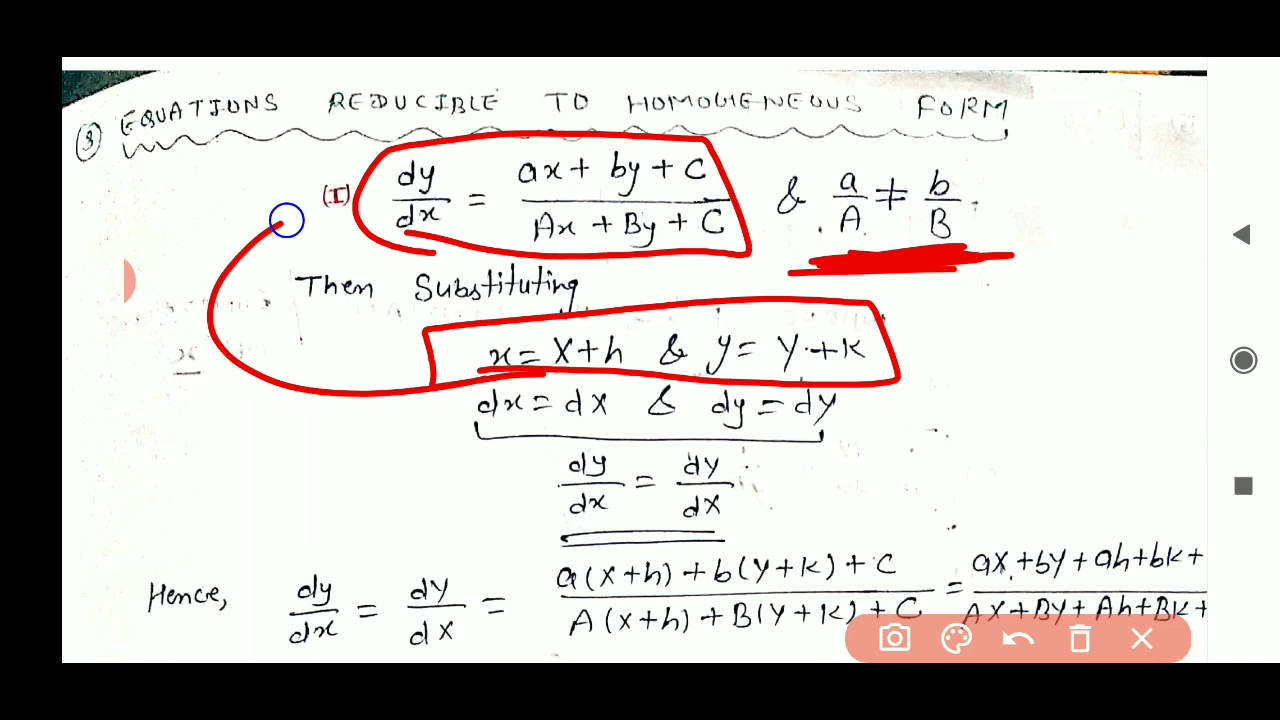 (3) EQUATIONS REDUCIBLE TO HOMOGENEOUS FORM
(I) dy/dx = (ax + by + C)/(Ax + By + C) & a/A ≠ b/B.
Then Substituting
x = X+h & y = Y+k
dx = dX & dy = dY
dy/dx = dY/dX
Hence, dy/dx = dY/dX = (a(X+h) + b(Y+k) + C)/(A(X+h) + B(Y+k) + C) = (aX + bY + ah + bk +)/(AX + BY + Ah + Bk +)